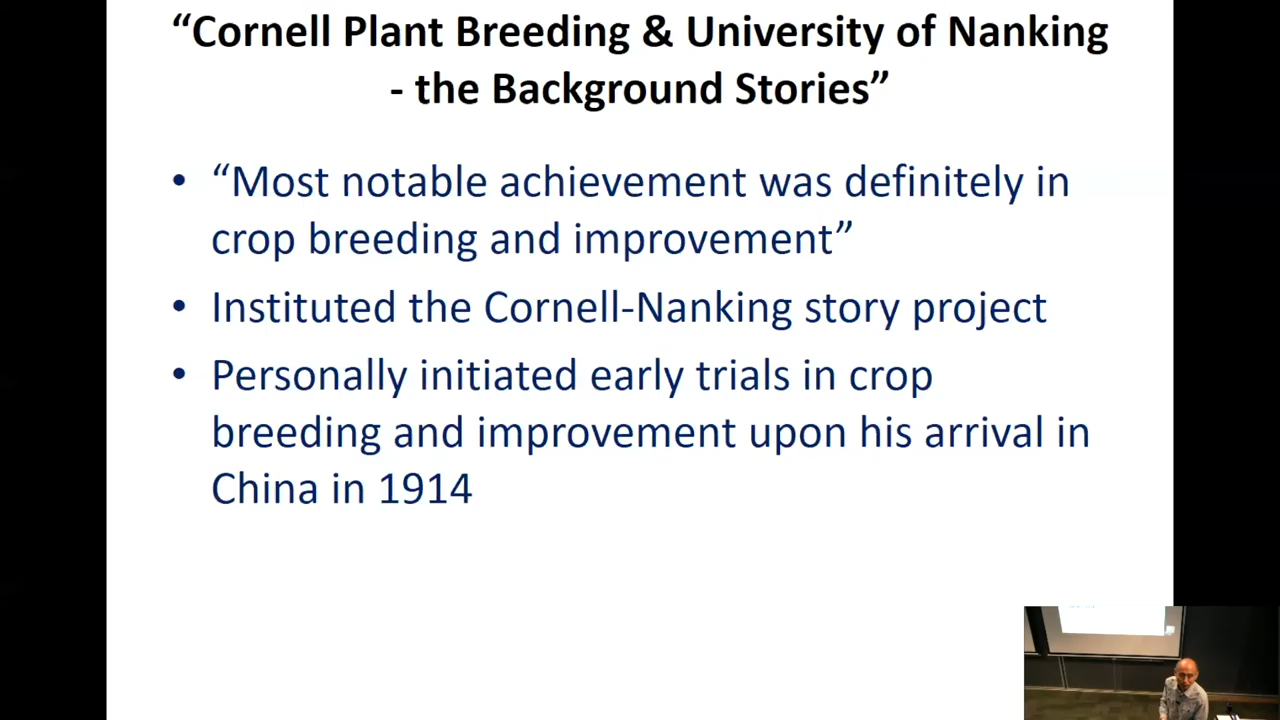 “Cornell Plant Breeding & University of Nanking
- the Background Stories”
• “Most notable achievement was definitely in
crop breeding and improvement”
• Instituted the Cornell-Nanking story project
• Personally initiated early trials in crop
breeding and improvement upon his arrival in
China in 1914